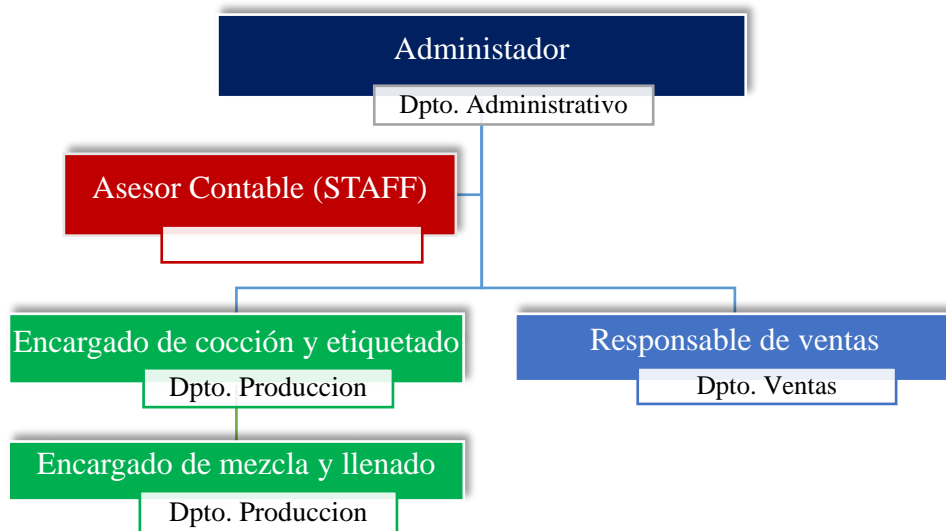 Administador
Dpto. Administrativo
Asesor Contable (STAFF)
Encargado de cocción y etiquetado
Dpto. Produccion
Responsable de ventas
Dpto. Ventas
Encargado de mezcla y llenado
Dpto. Produccion